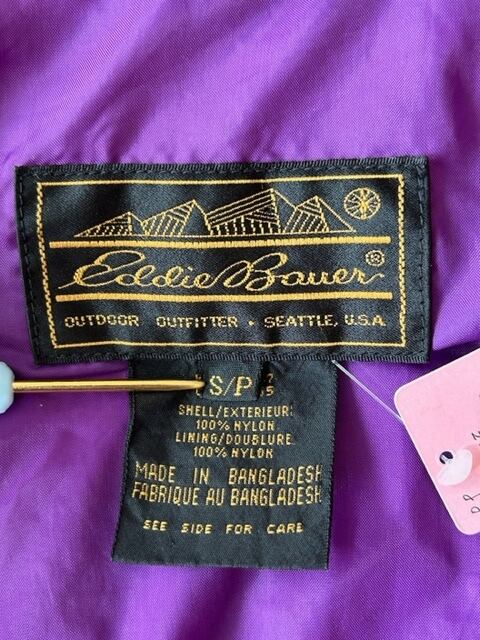 Eddie Bauer®
OUTDOOR OUTFITTER • SEATTLE, U.S.A
S/P
SHELL/EXTERIEUR:
100% NYLON
LINING/DOUBLURE
100% NYLON
MADE IN BANGLADESH
FABRIQUE AU BANGLADESH
SEE SIDE FOR CARE